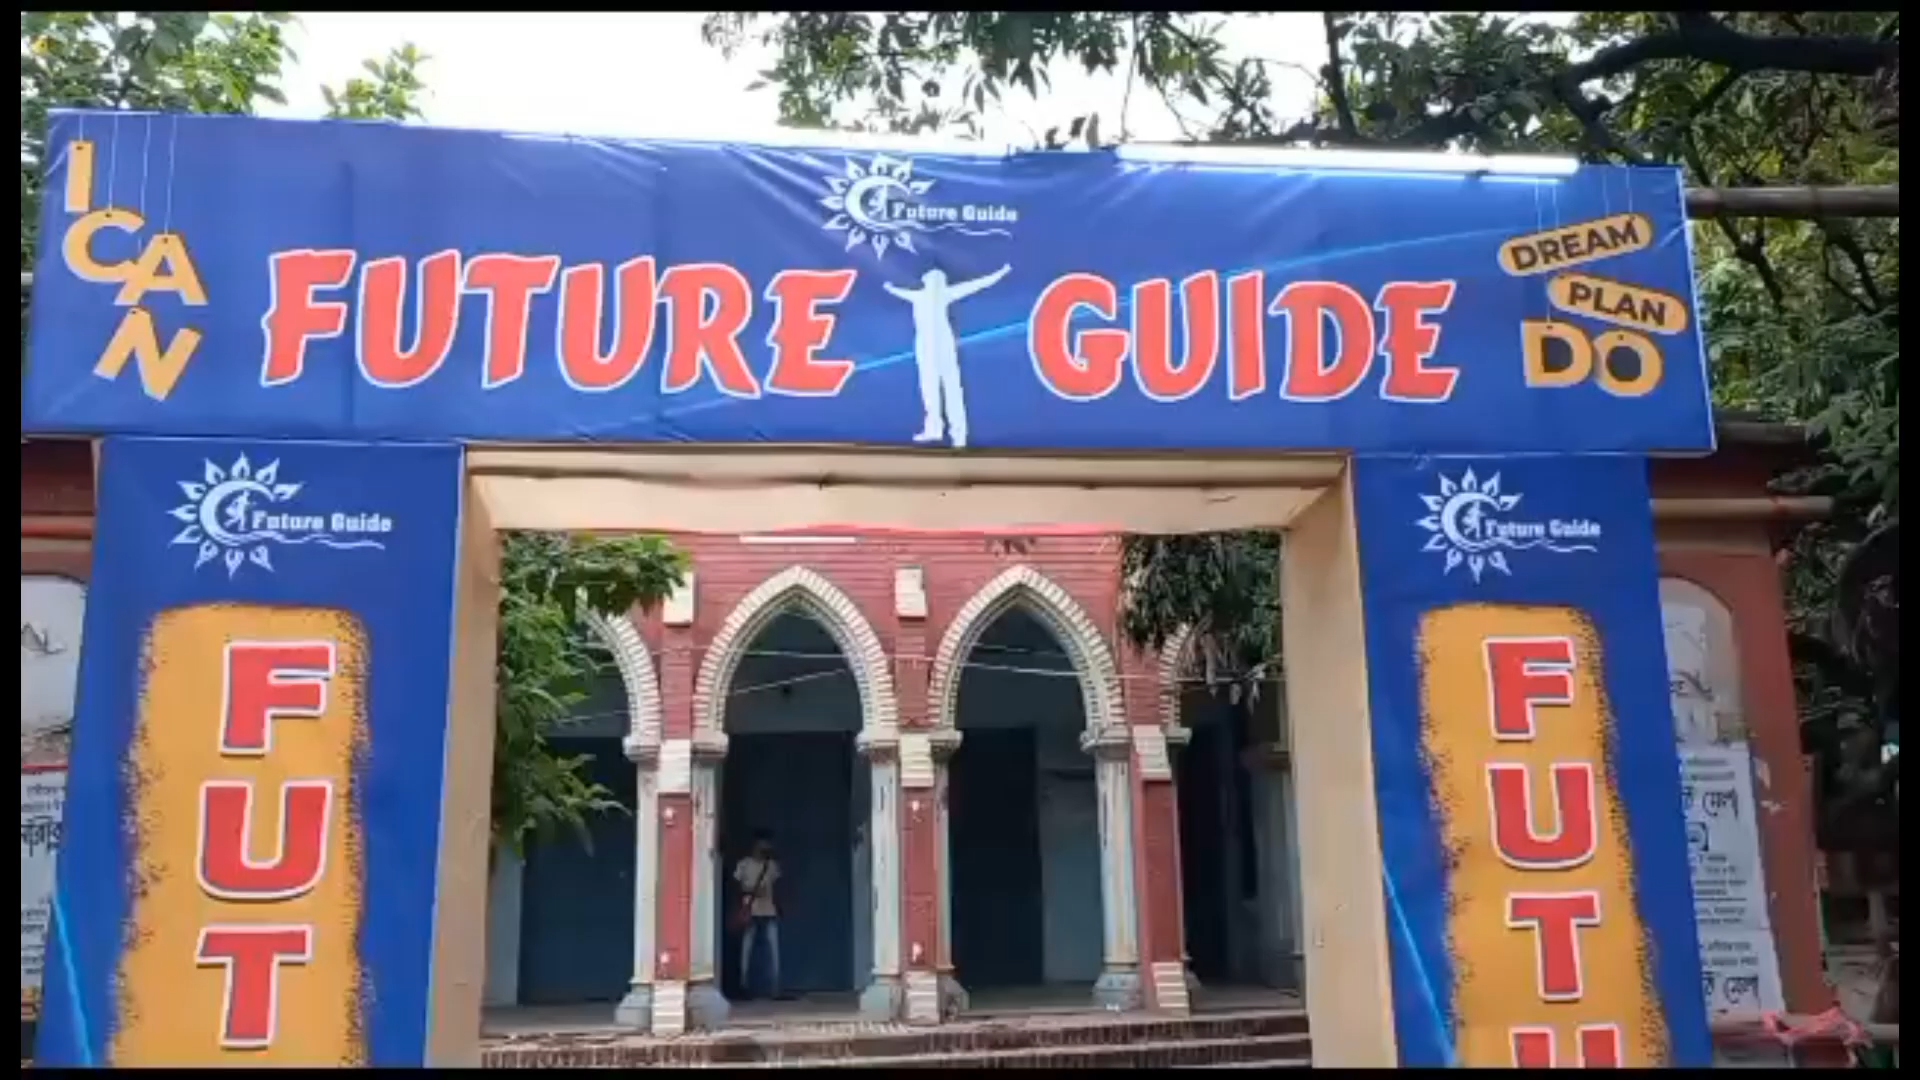 I CAN
Future Guide
FUTURE GUIDE
DREAM
PLAN
DO
Future Guide
FUT
Future Guide
FUTU
মেলা
মেলা